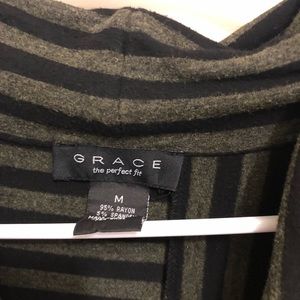 GRACE
the perfect fit
M
95% RAYON
5% SPANDEX